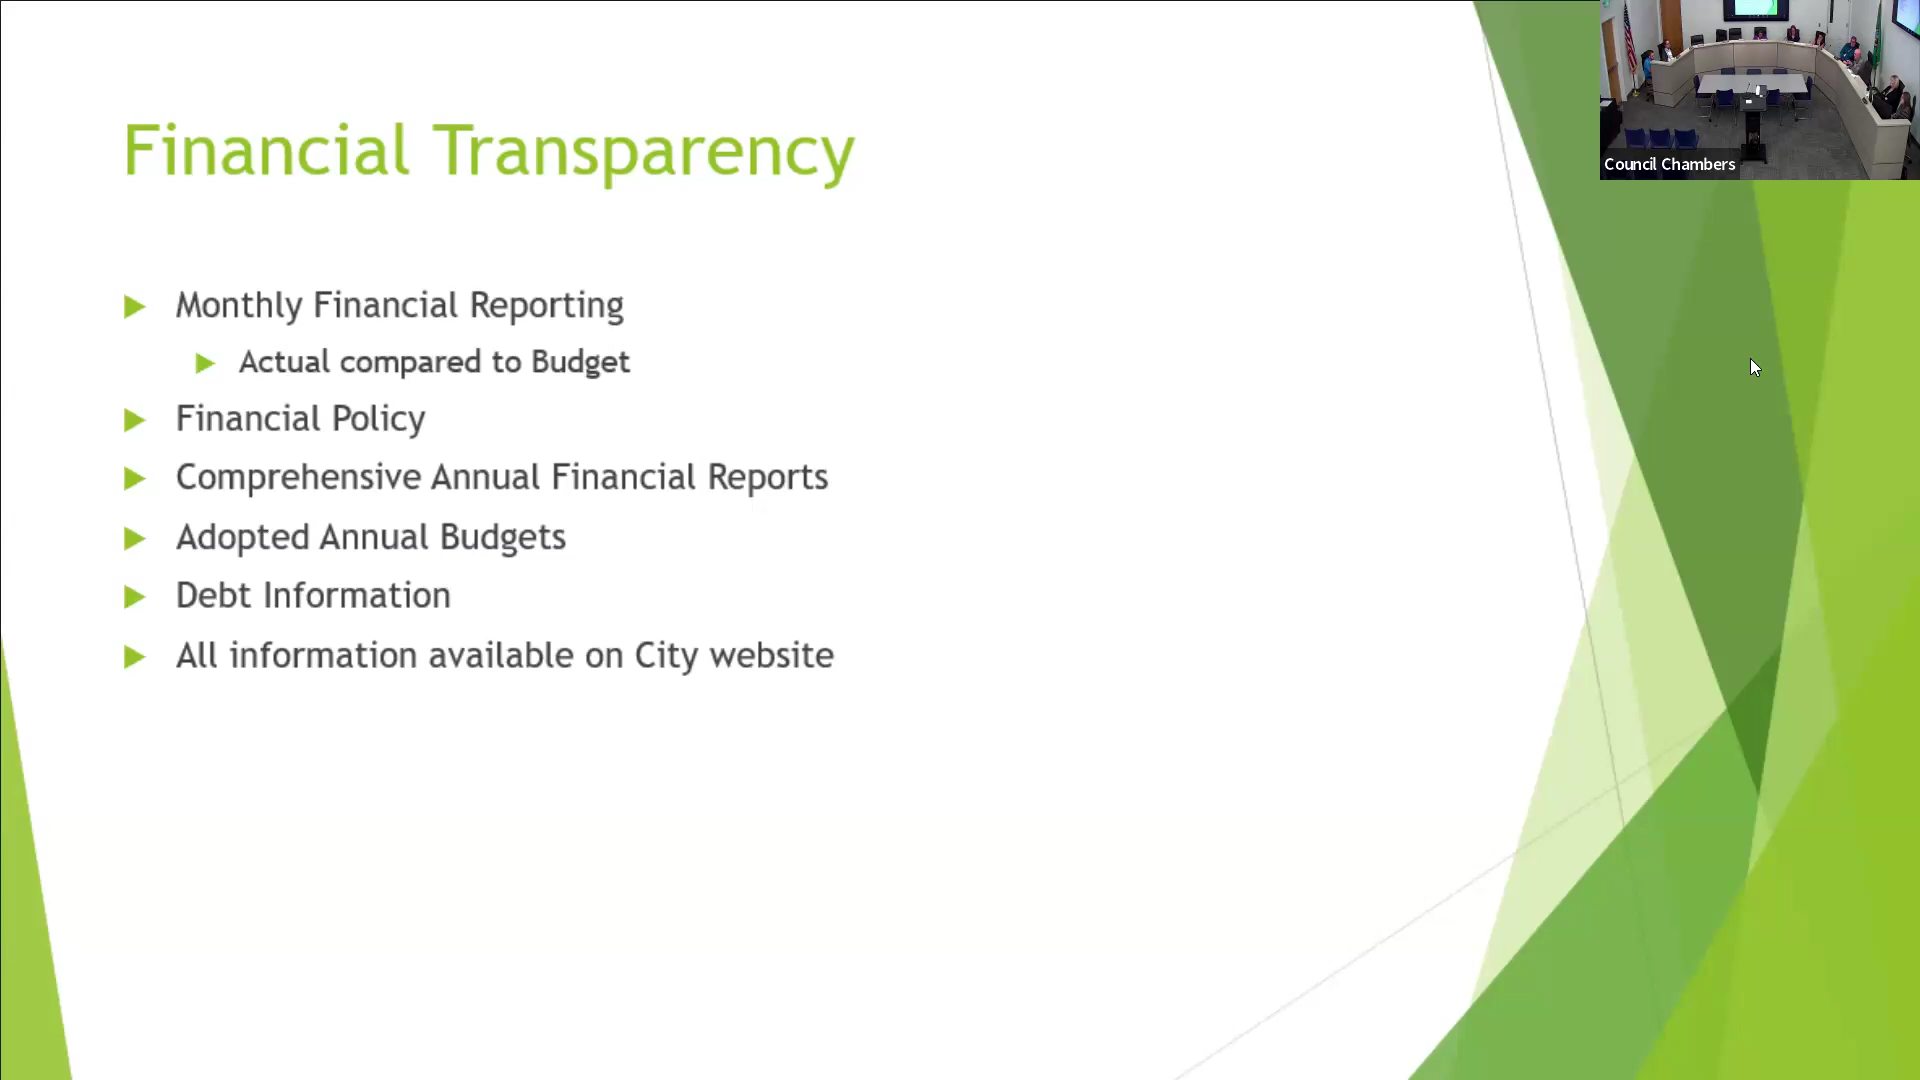 Financial Transparency
Monthly Financial Reporting
Actual compared to Budget
Financial Policy
Comprehensive Annual Financial Reports
Adopted Annual Budgets
Debt Information
All information available on City website
Council Chambers